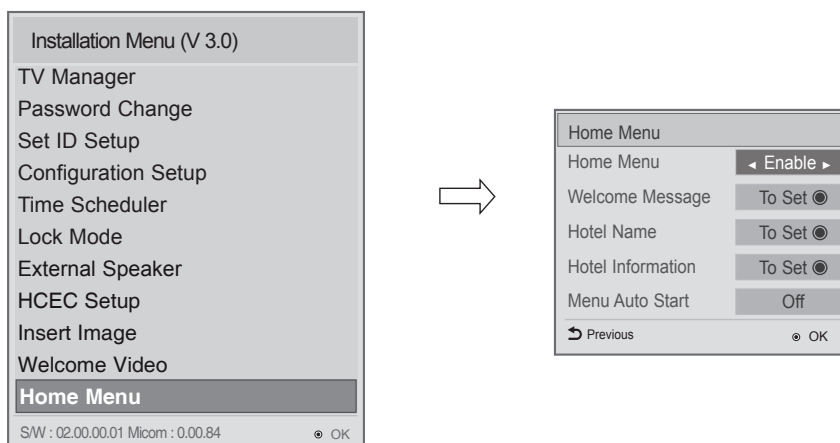 Installation Menu (V 3.0)
TV Manager
Password Change
Set ID Setup
Configuration Setup
Time Scheduler
Lock Mode
External Speaker
HCEC Setup
Insert Image
Welcome Video
Home Menu
S/W : 02.00.00.01 Micom : 0.00.84 ◉ OK
Home Menu
Home Menu ◄ Enable ►
Welcome Message To Set ◉
Hotel Name To Set ◉
Hotel Information To Set ◉
Menu Auto Start Off
Previous ◉ OK